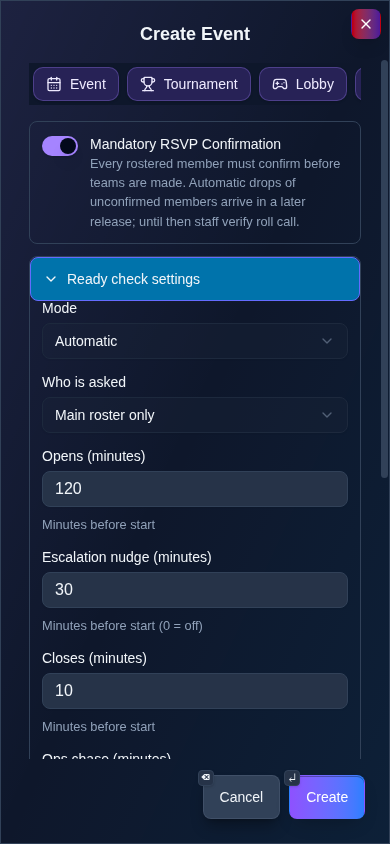 Create Event
Event
Tournament
Lobby
Mandatory RSVP Confirmation
Every rostered member must confirm before
teams are made. Automatic drops of
unconfirmed members arrive in a later
release; until then staff verify roll call.
Ready check settings
Mode
Automatic
Who is asked
Main roster only
Opens (minutes)
120
Minutes before start
Escalation nudge (minutes)
30
Minutes before start (0 = off)
Closes (minutes)
10
Minutes before start
Ops chase (minutes)
Cancel
Create